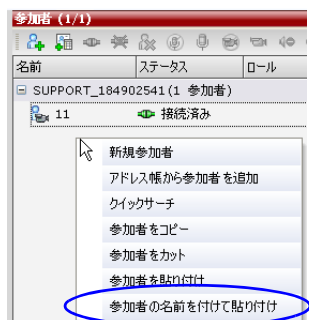 参加者 (1/1)
名前 ステータス ロール
SUPPORT_184902541 (1 参加者)
11 接続済み
新規参加者
アドレス帳から参加者を追加
クイックサーチ
参加者をコピー
参加者をカット
参加者を貼り付け
参加者の名前を付けて貼り付け